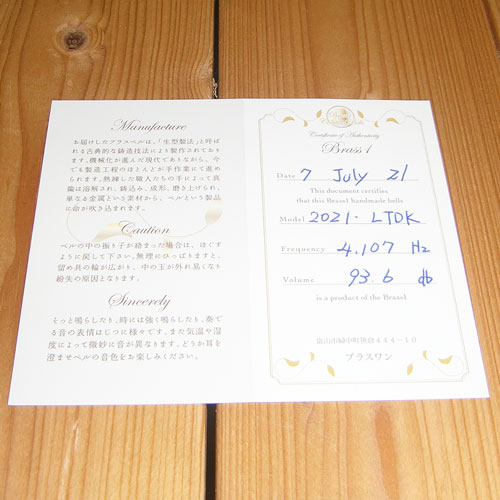 Manufacture
お届けしたブラスベルは、「生型製法」と呼ば
れる古典的な鋳造技法により製作されておりま
す。機械化が進んだ現代でありながら、今
でも製造工程のほとんどが手作業にて進め
られます。熟練した職人たちの手によって真
鍮は溶解され、鋳込み、成形、磨き上げられ、
単なる金属という素材から、ベルという製品
に命が吹き込まれます。
Caution
ベルの中の振り子が絡まった場合は、ほぐす
ように戻して下さい。無理にひっぱりますと、
留め具の輪が広がり、中の玉が外れ易くなり
紛失の原因となります。
Sincerely
そっと鳴らしたり、時には強く鳴らしたり、奏で
る音の表情はじつに様々です。また気温や湿
度によって微妙に音が異なります。どうか耳を
澄ませベルの音色をお楽しみください。
Certificate of Authenticity
Brass 1
Date 7 July 21
This document certifies
that this Brass1 handmade bells
Model 2021. LTDK
Frequency 4.107 Hz
Volume 93.6 db
is a product of the Brass1
富山市婦中町 444-10
ブラスワン